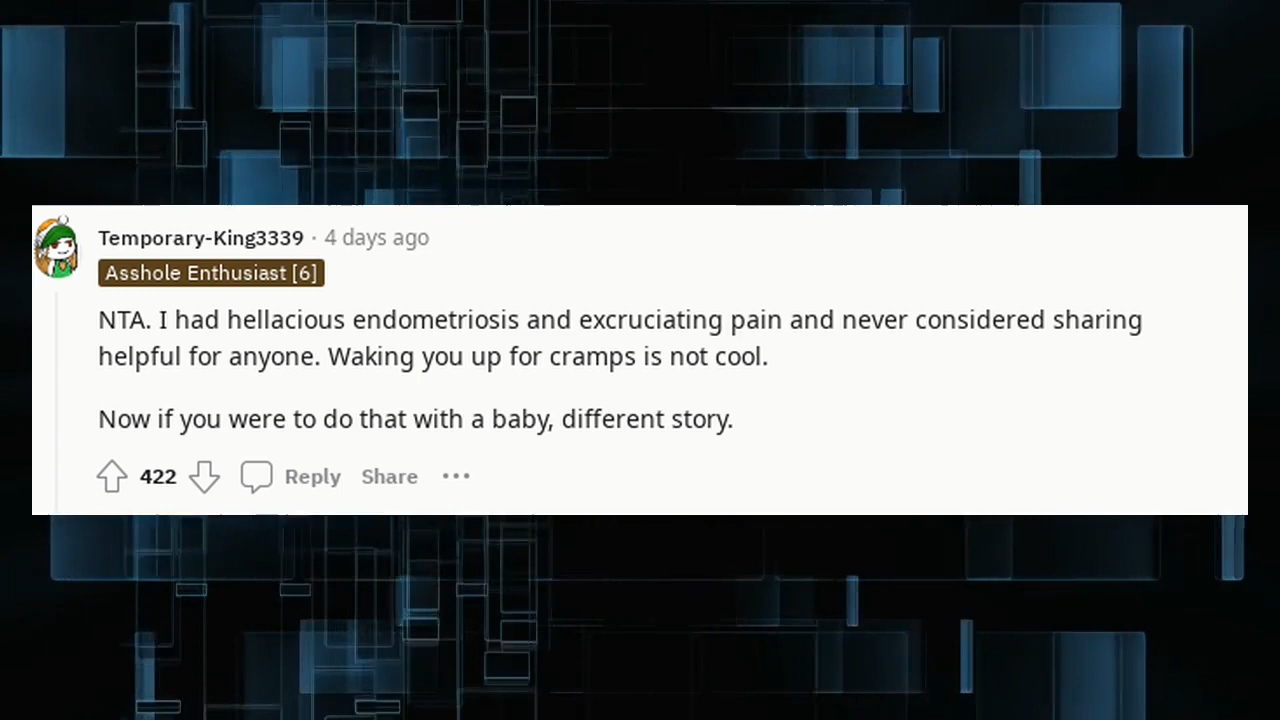 Temporary-King3339 · 4 days ago
Asshole Enthusiast [6]
NTA. I had hellacious endometriosis and excruciating pain and never considered sharing
helpful for anyone. Waking you up for cramps is not cool.
Now if you were to do that with a baby, different story.
422 Reply Share ···